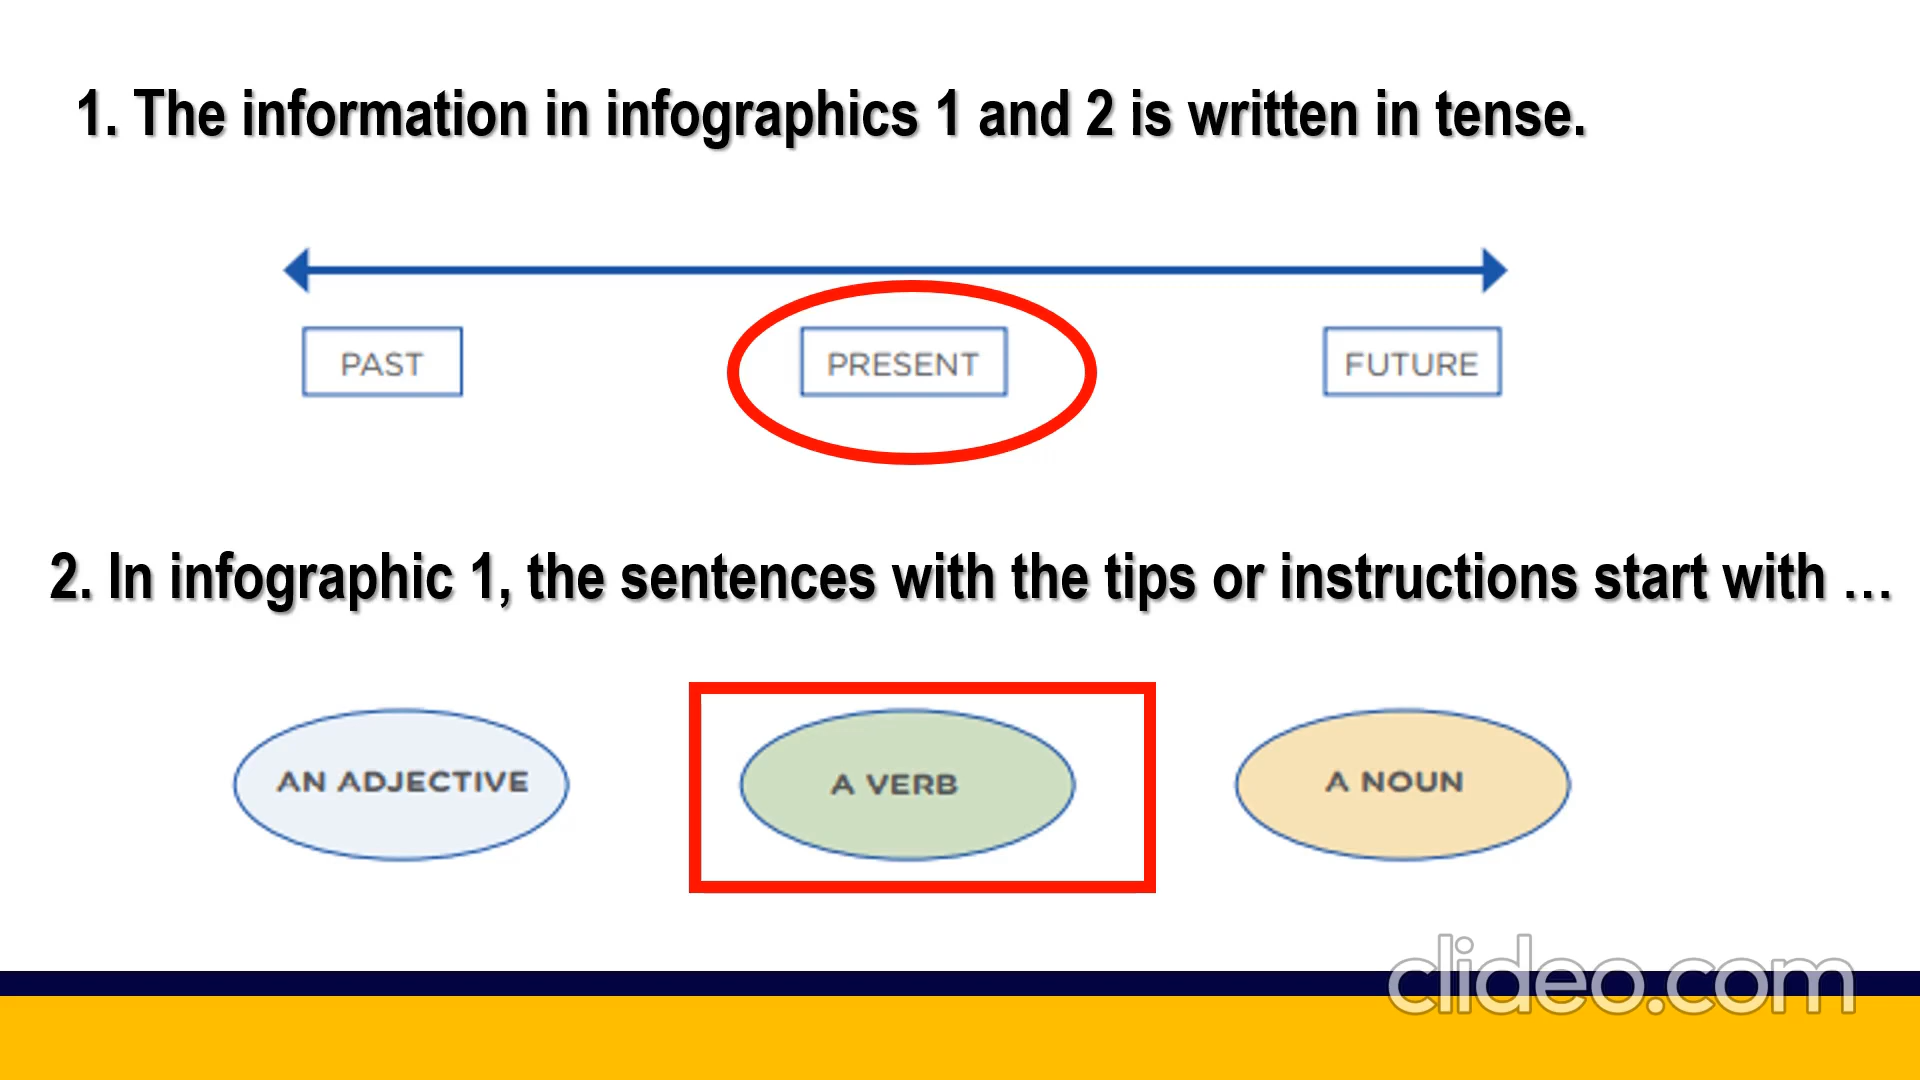 1. The information in infographics 1 and 2 is written in tense.
PAST PRESENT FUTURE
2. In infographic 1, the sentences with the tips or instructions start with …
AN ADJECTIVE A VERB A NOUN
clideo.com